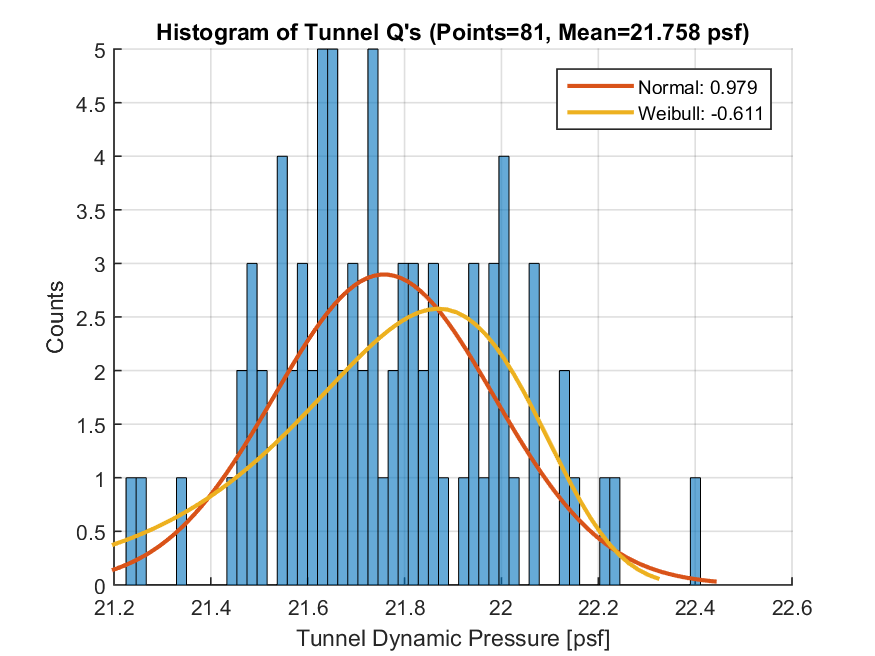 Histogram of Tunnel Q's (Points=81, Mean=21.758 psf)
Normal: 0.979
Weibull: -0.611
5
4.5
4
3.5
3
2.5
2
1.5
1
0.5
0
Counts
21.2 21.4 21.6 21.8 22 22.2 22.4 22.6
Tunnel Dynamic Pressure [psf]